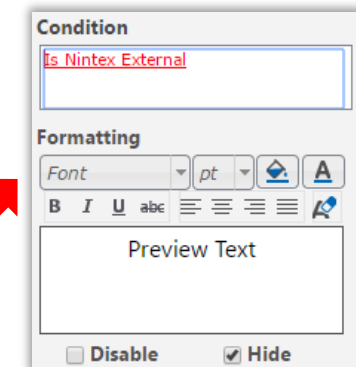 Condition
Is Nintex External
Formatting
Font pt A
B I U abc
Preview Text
Disable Hide